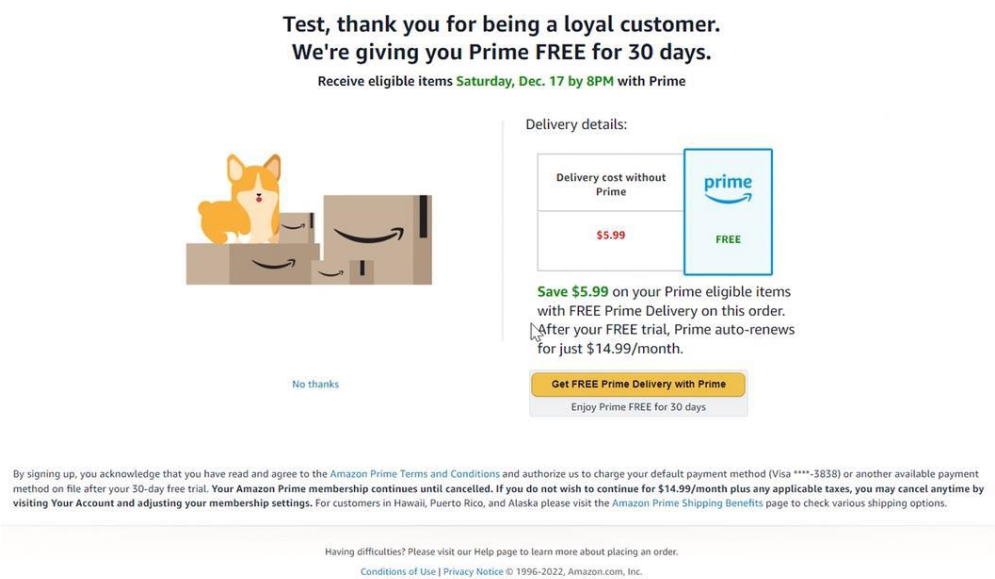 Test, thank you for being a loyal customer.
We're giving you Prime FREE for 30 days.
Receive eligible items Saturday, Dec. 17 by 8PM with Prime
Delivery details:
Delivery cost without
Prime
$5.99
prime
FREE
Save $5.99 on your Prime eligible items
with FREE Prime Delivery on this order.
After your FREE trial, Prime auto-renews
for just $14.99/month.
No thanks
Get FREE Prime Delivery with Prime
Enjoy Prime FREE for 30 days
By signing up, you acknowledge that you have read and agree to the Amazon Prime Terms and Conditions and authorize us to charge your default payment method (Visa ****-3838) or another available payment
method on file after your 30-day free trial. Your Amazon Prime membership continues until cancelled. If you do not wish to continue for $14.99/month plus any applicable taxes, you may cancel anytime by
visiting Your Account and adjusting your membership settings. For customers in Hawaii, Puerto Rico, and Alaska please visit the Amazon Prime Shipping Benefits page to check various shipping options.
Having difficulties? Please visit our Help page to learn more about placing an order.
Conditions of Use | Privacy Notice © 1996-2022, Amazon.com, Inc.